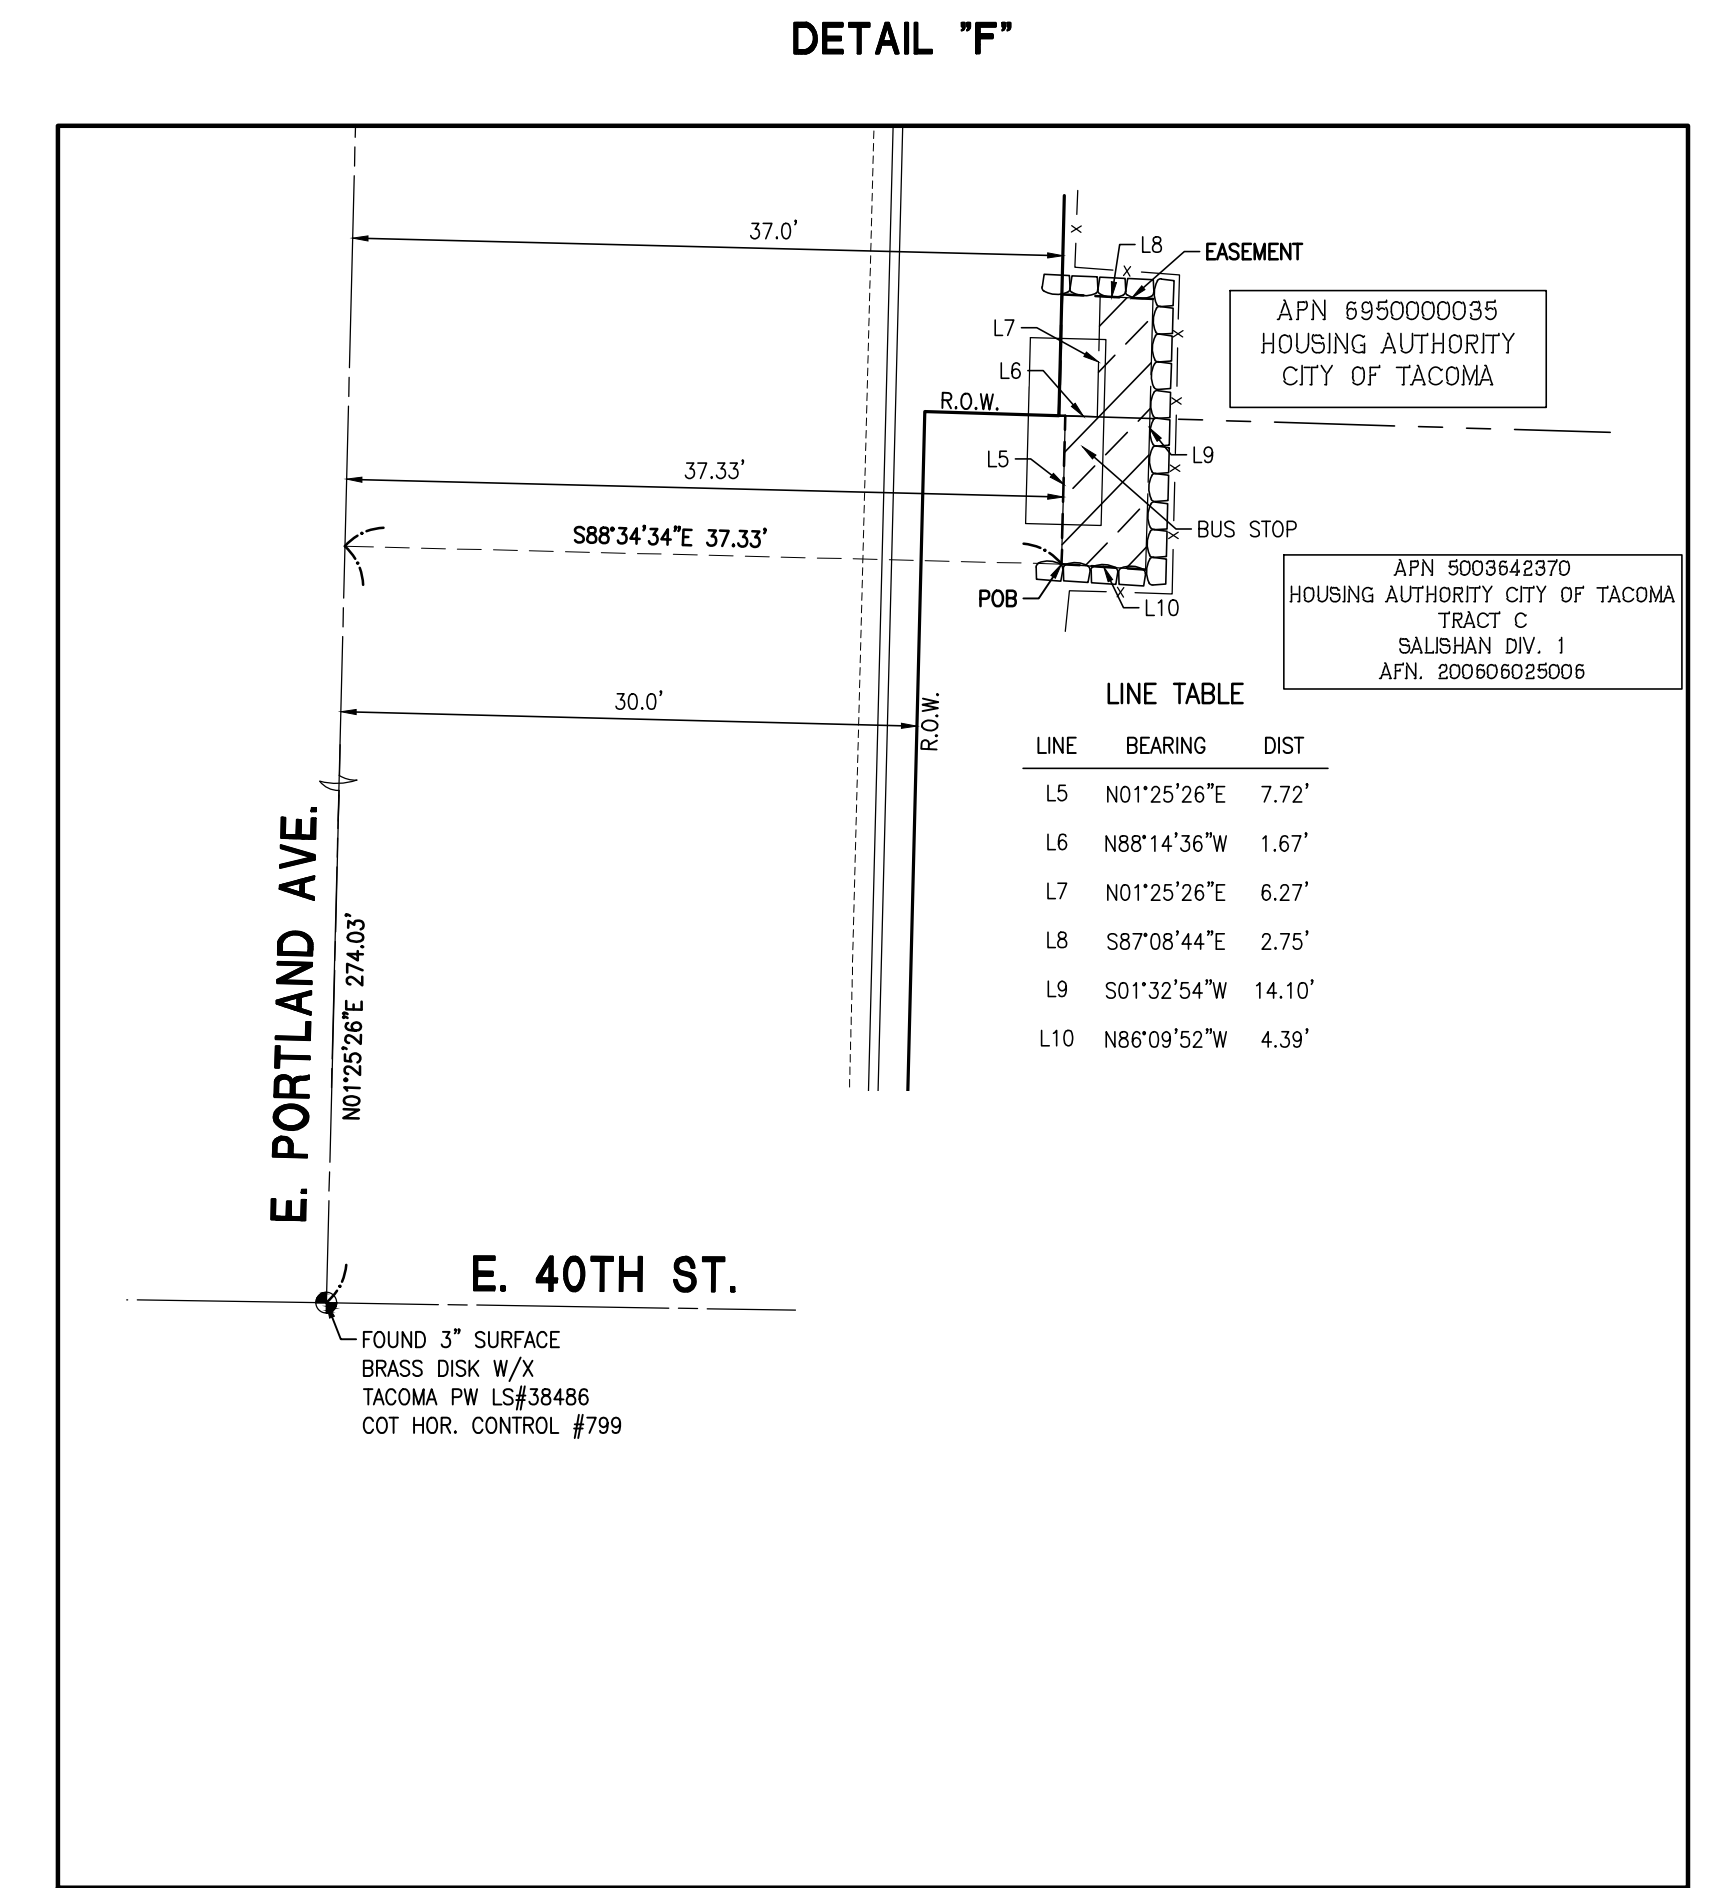 DETAIL "F"
37.0'
L8
EASEMENT
APN 6950000035
HOUSING AUTHORITY
CITY OF TACOMA
L7
L6
R.O.W.
37.33'
L5
L9
S88°34'34"E 37.33'
BUS STOP
POB
L10
APN 5003642370
HOUSING AUTHORITY CITY OF TACOMA
TRACT C
SALISHAN DIV. 1
AFN. 200606025006
30.0'
R.O.W.
LINE TABLE
LINE BEARING DIST
L5 N01°25'26"E 7.72'
L6 N88°14'36"W 1.67'
L7 N01°25'26"E 6.27'
L8 S87°08'44"E 2.75'
L9 S01°32'54"W 14.10'
L10 N86°09'52"W 4.39'
E. PORTLAND AVE.
N01°25'26"E 274.03'
E. 40TH ST.
FOUND 3" SURFACE
BRASS DISK W/X
TACOMA PW LS#38486
COT HOR. CONTROL #799
x
x
x
x
x
x
x